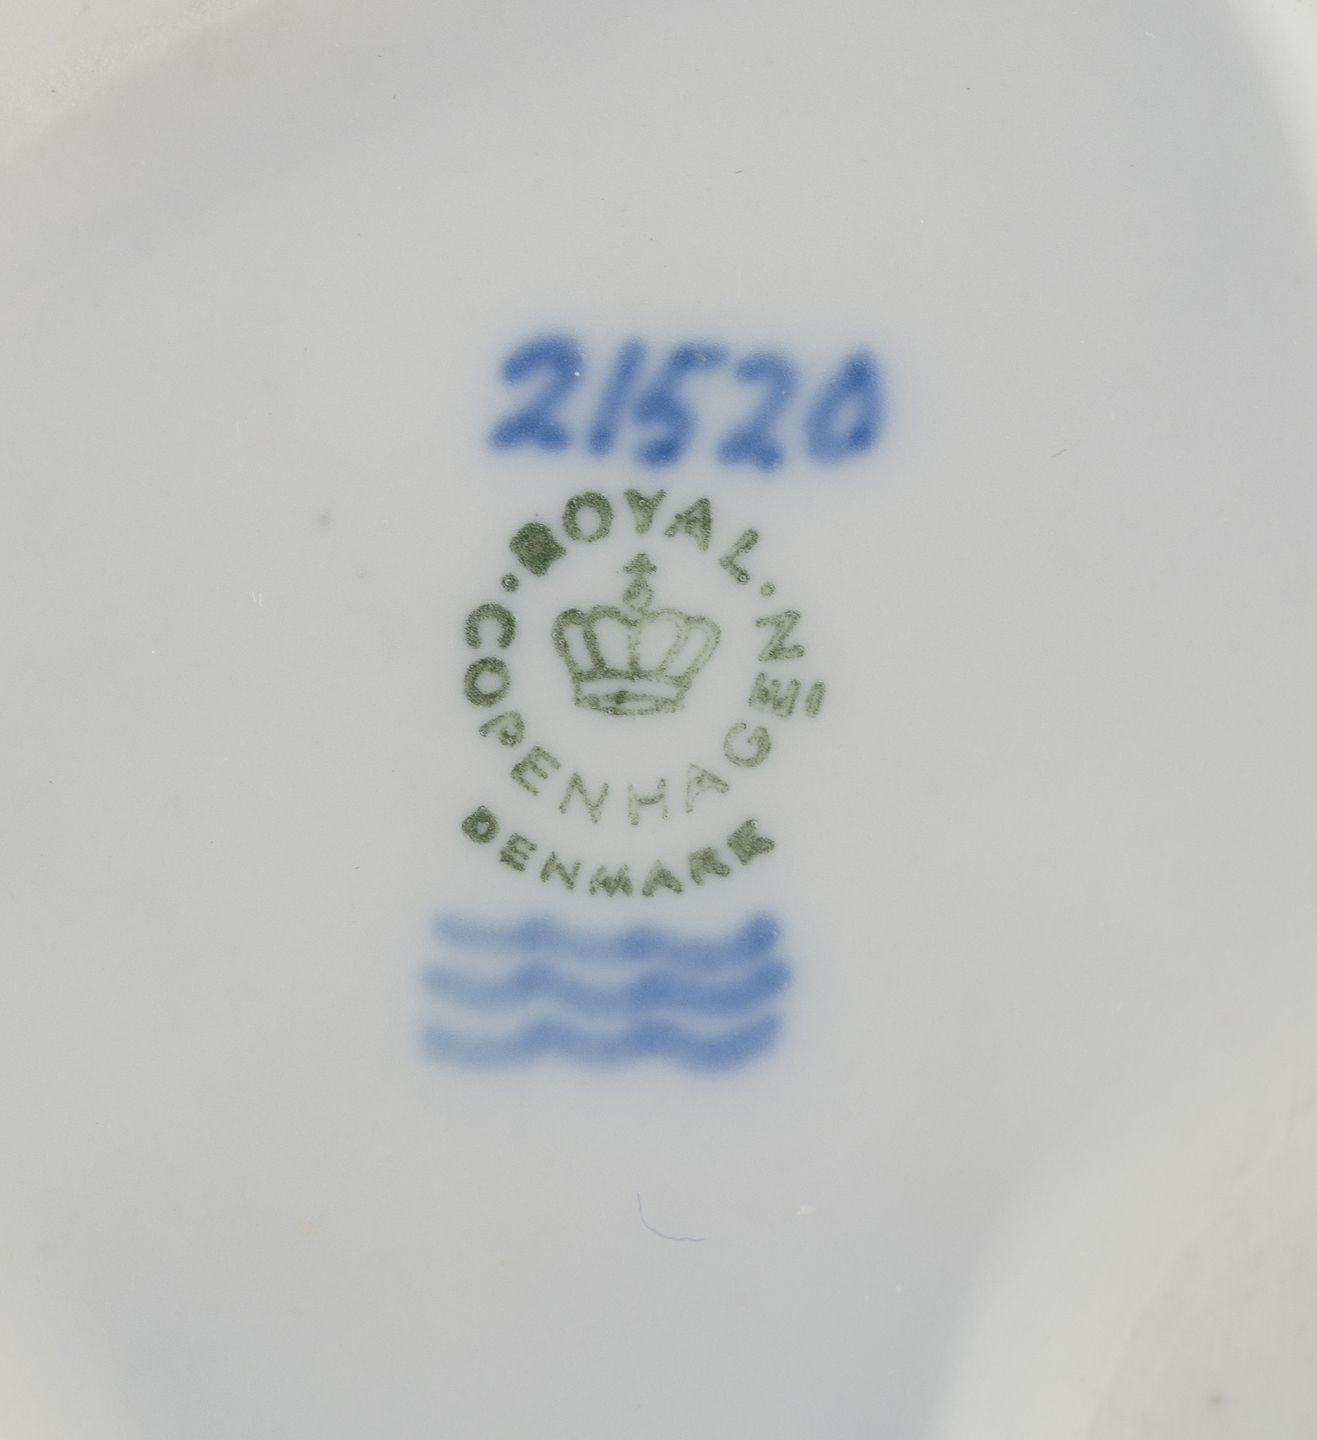 21520
ROYAL.
.COPENHAGEN
DENMARK